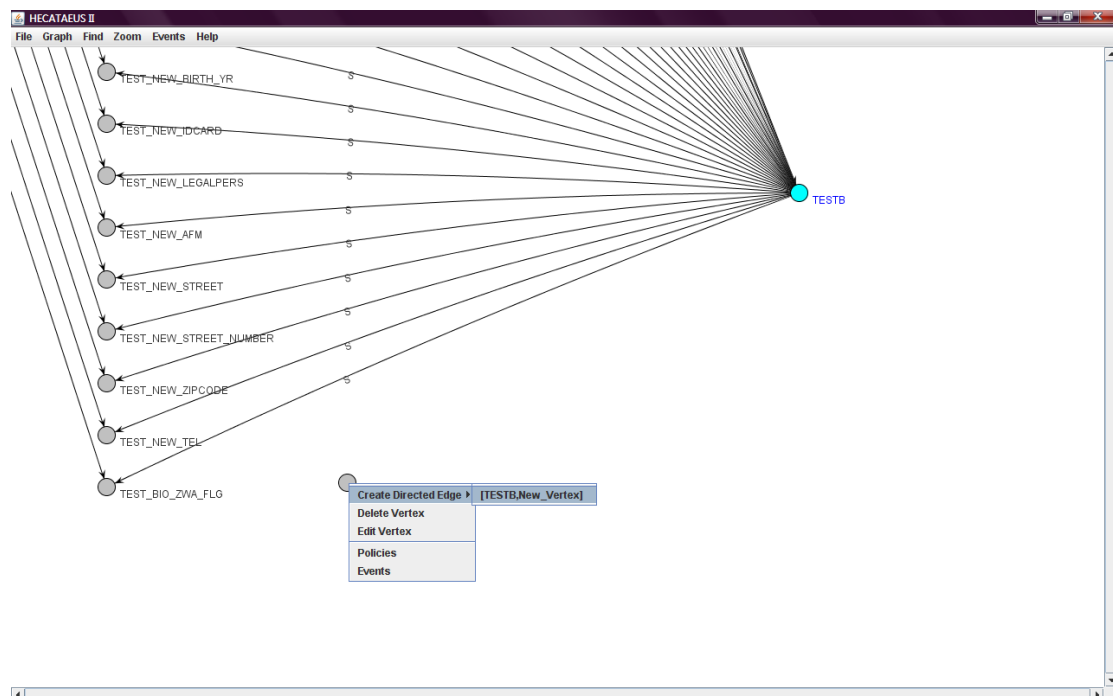 HECATAEUS II
File Graph Find Zoom Events Help
TEST_NEW_BIRTH_YR
S
S
TEST_NEW_IDCARD
S
S
TEST_NEW_LEGALPERS
TESTB
S
TEST_NEW_AFM
S
S
TEST_NEW_STREET
S
TEST_NEW_STREET_NUMBER
S
S
TEST_NEW_ZIPCODE
TEST_NEW_TEL
TEST_BIO_ZWA_FLG
Create Directed Edge [TESTB,New_Vertex]
Delete Vertex
Edit Vertex
Policies
Events